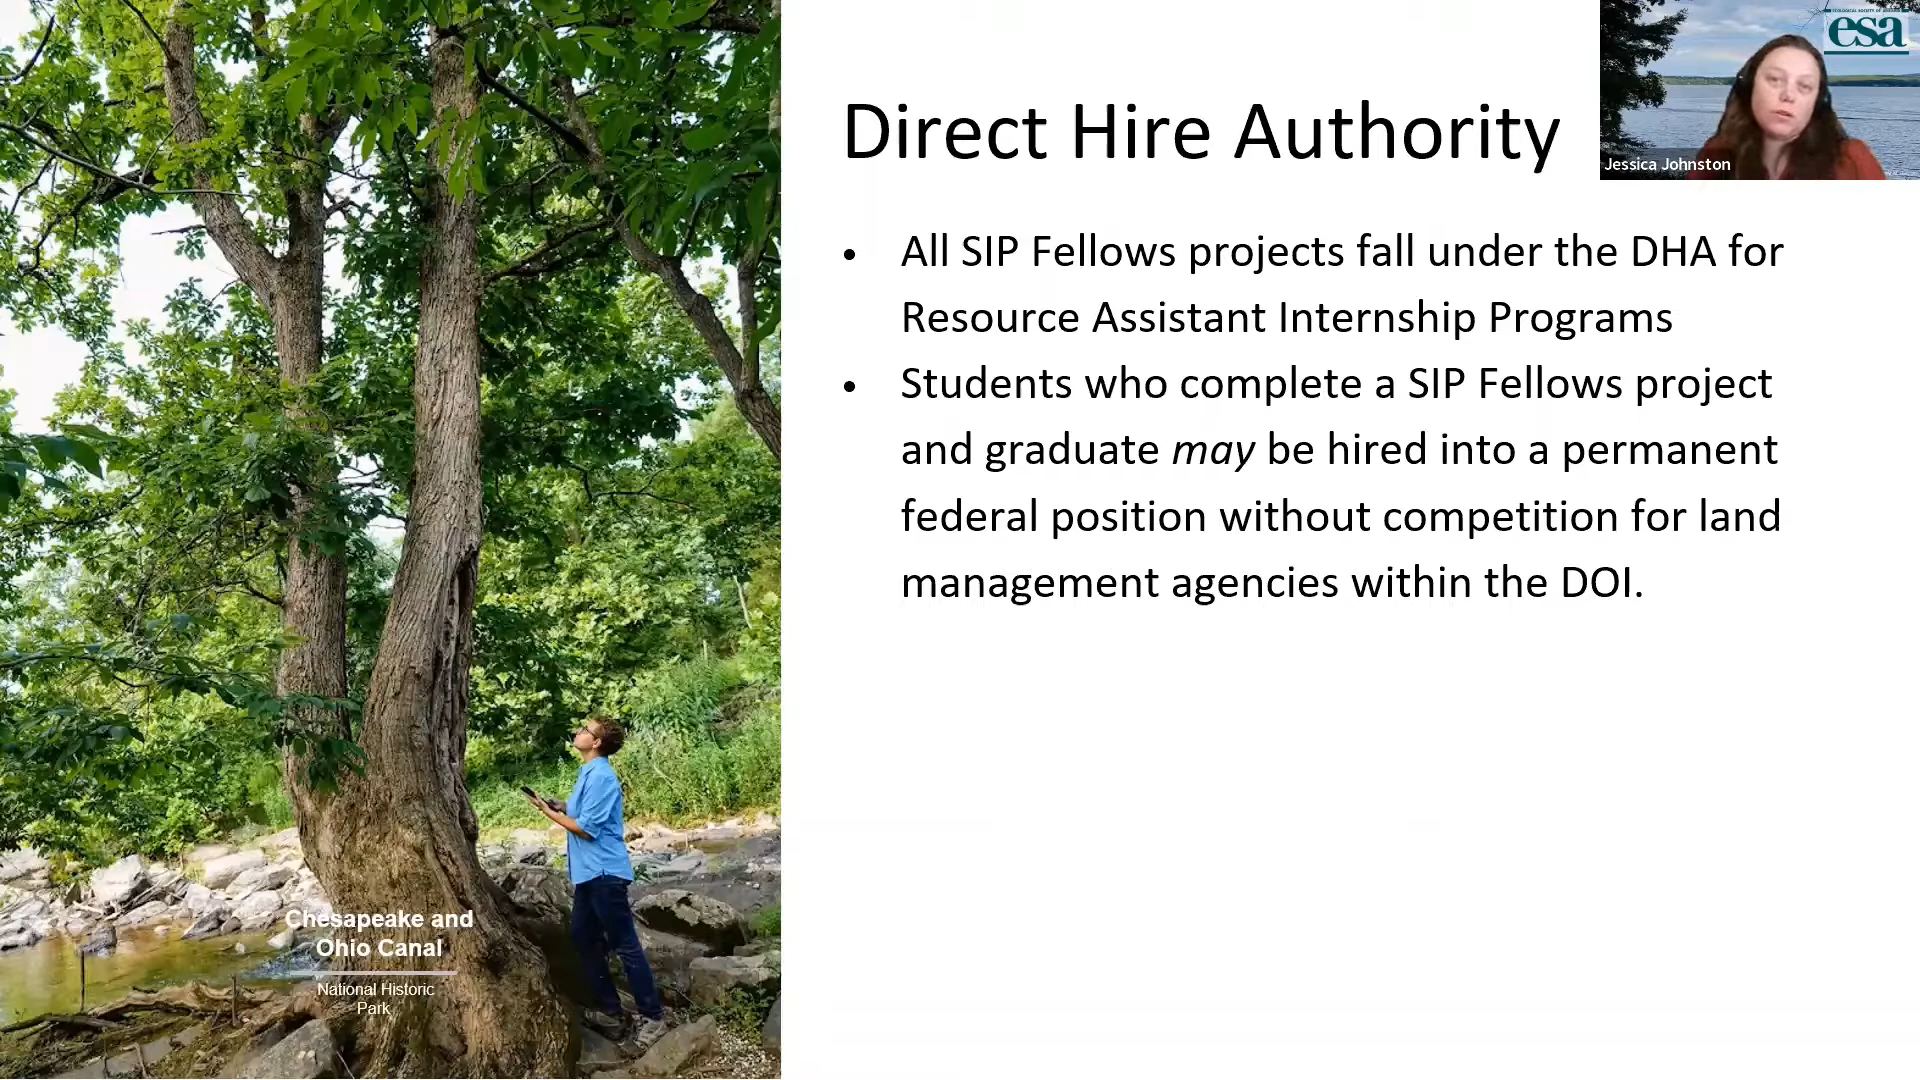 Direct Hire Authority
• All SIP Fellows projects fall under the DHA for
Resource Assistant Internship Programs
• Students who complete a SIP Fellows project
and graduate may be hired into a permanent
federal position without competition for land
management agencies within the DOI.
Chesapeake and
Ohio Canal
National Historic
Park
esa
Jessica Johnston